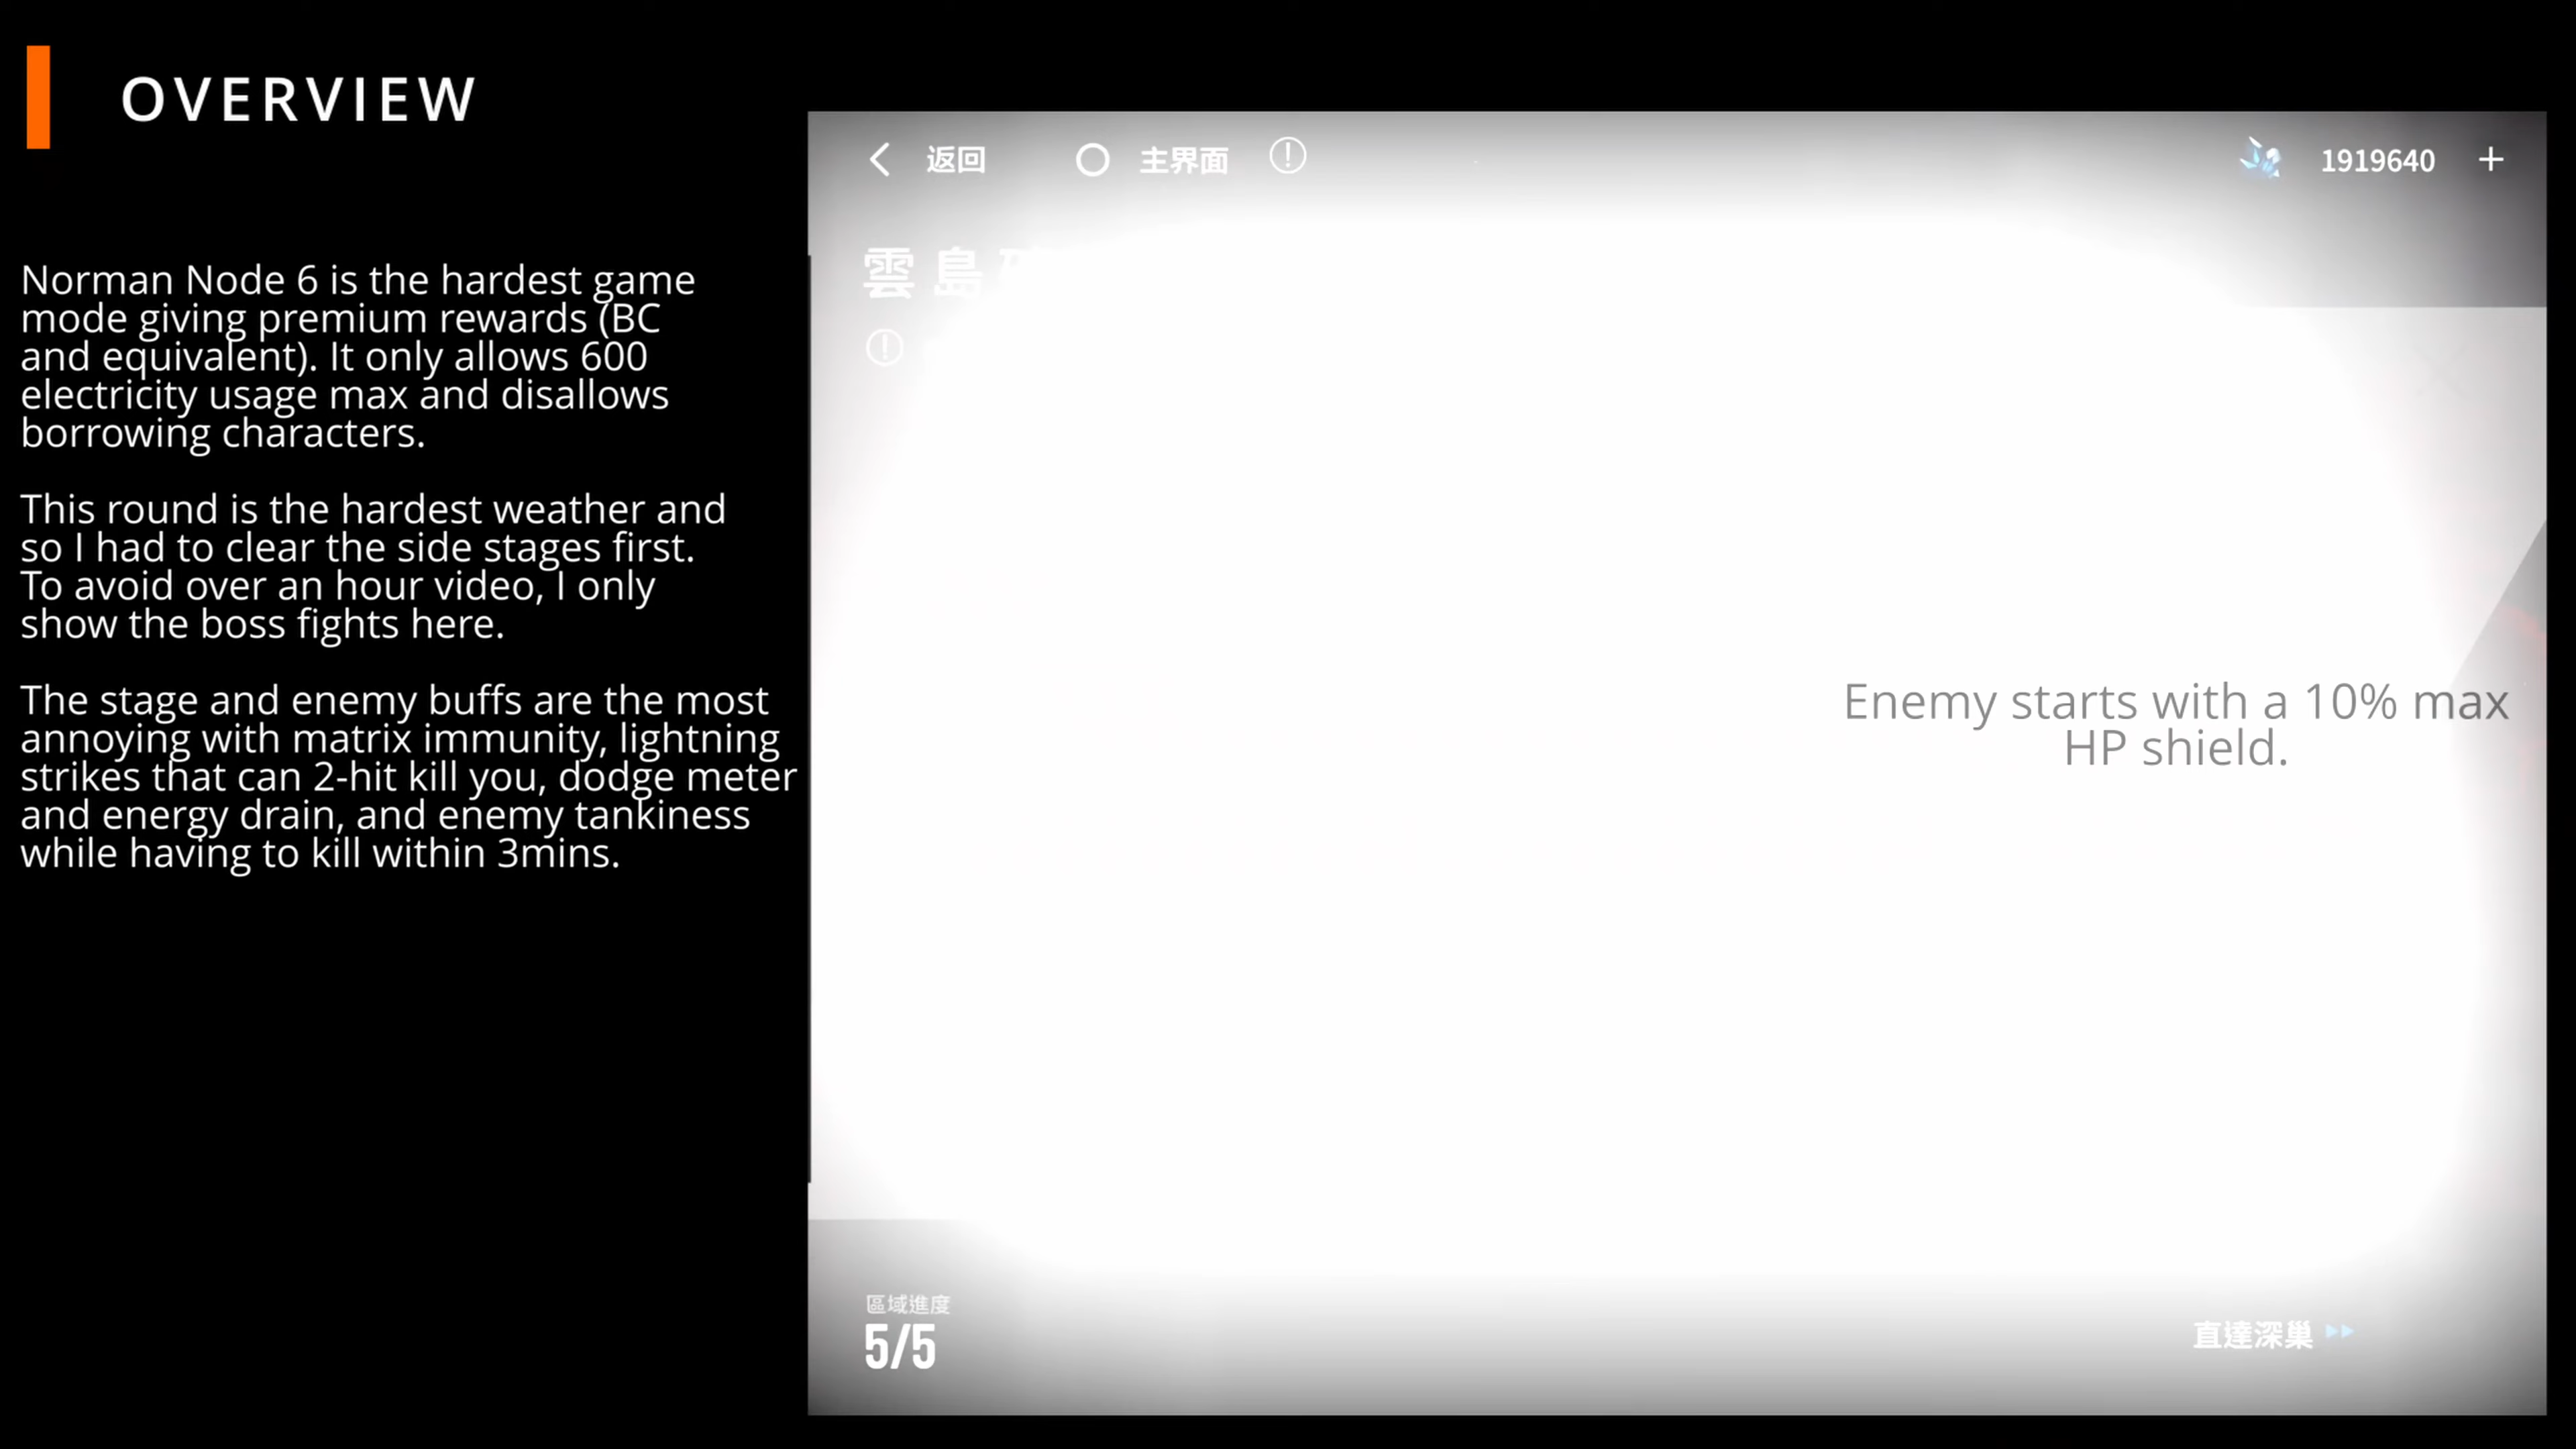 OVERVIEW
Norman Node 6 is the hardest game
mode giving premium rewards (BC
and equivalent). It only allows 600
electricity usage max and disallows
borrowing characters.
This round is the hardest weather and
so I had to clear the side stages first.
To avoid over an hour video, I only
show the boss fights here.
The stage and enemy buffs are the most
annoying with matrix immunity, lightning
strikes that can 2-hit kill you, dodge meter
and energy drain, and enemy tankiness
while having to kill within 3mins.
返回 主界面 1919640 +
雲島
Enemy starts with a 10% max
HP shield.
區域進度
5/5
直達深巢